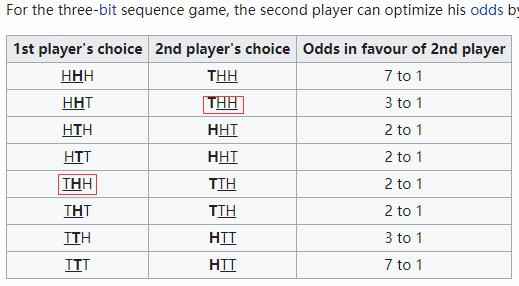 For the three-bit sequence game, the second player can optimize his odds by
1st player's choice 2nd player's choice Odds in favour of 2nd player
HHH THH 7 to 1
HHT THH 3 to 1
HTH HHT 2 to 1
HTT HHT 2 to 1
THH TTH 2 to 1
THT TTH 2 to 1
TTH HTT 3 to 1
TTT HTT 7 to 1